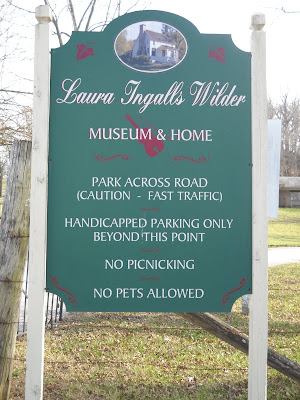 Laura Ingalls Wilder
MUSEUM & HOME
PARK ACROSS ROAD
(CAUTION - FAST TRAFFIC)
HANDICAPPED PARKING ONLY
BEYOND THIS POINT
NO PICNICKING
NO PETS ALLOWED